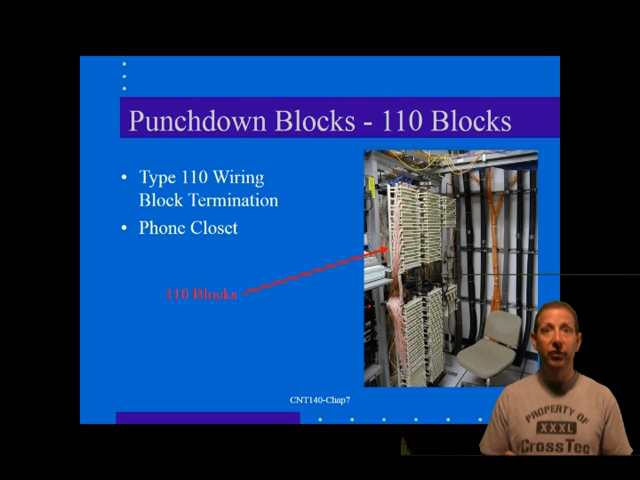 Punchdown Blocks - 110 Blocks
• Type 110 Wiring
Block Termination
• Phone Closet
110 Blocks
CNT140-Chap7
PROPERTY OF
XXXL
CrossTec